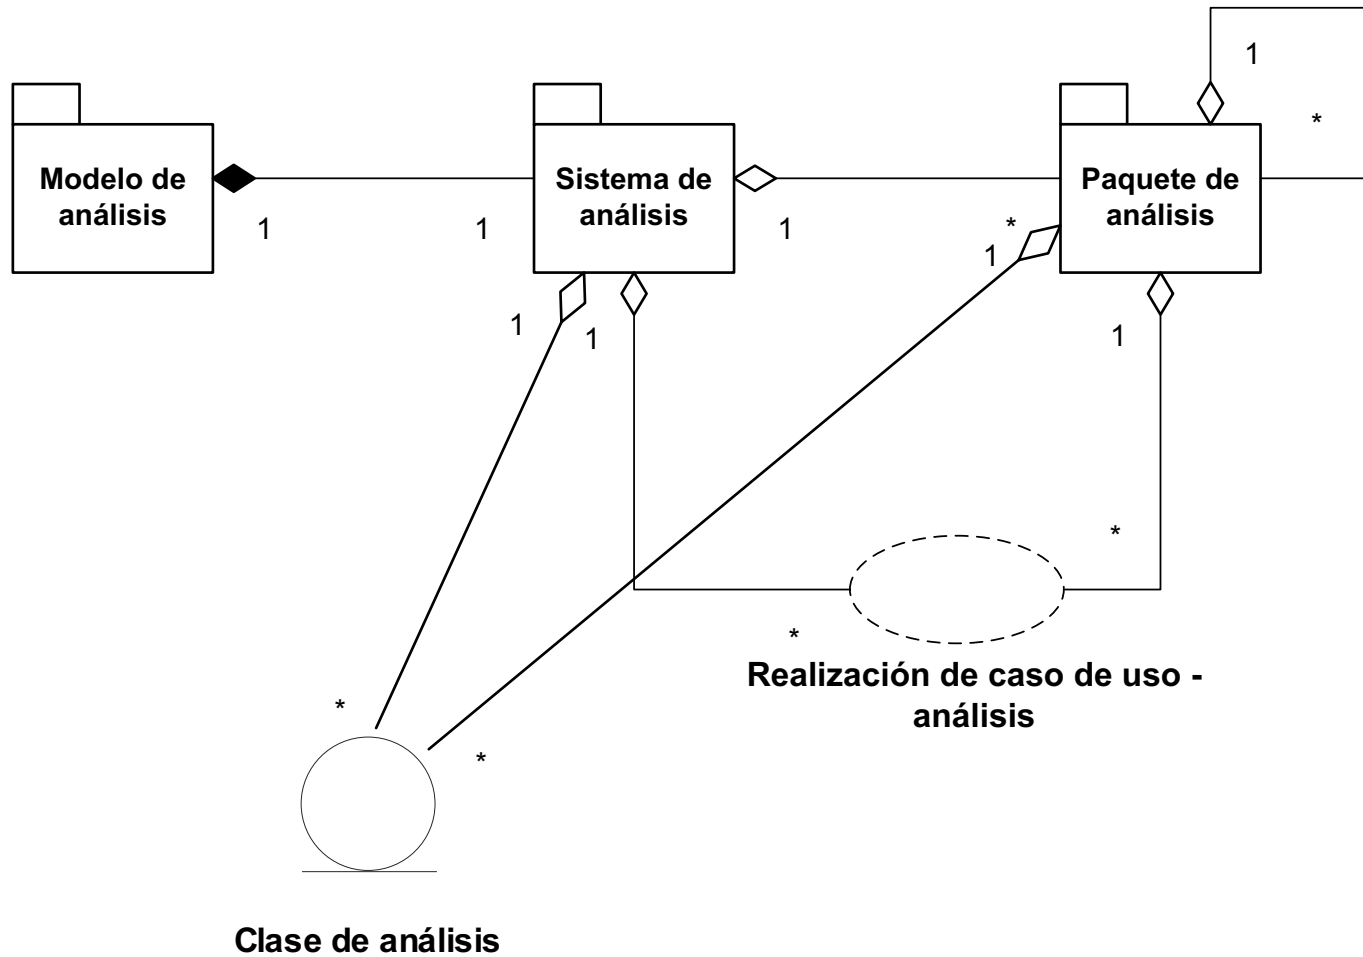 1
*
Modelo de
análisis
Sistema de
análisis
Paquete de
análisis
1
1
1
*
1
1
1
1
*
*
Realización de caso de uso -
análisis
*
*
Clase de análisis